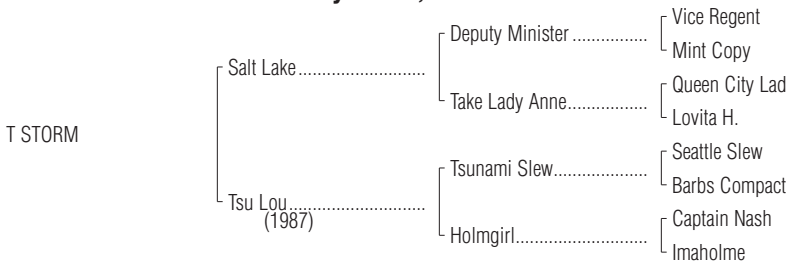 Vice Regent
Deputy Minister ................
Mint Copy
Salt Lake...........................
Queen City Lad
Take Lady Anne.................
Lovita H.
T STORM
Seattle Slew
Tsunami Slew....................
Barbs Compact
Tsu Lou.............................
(1987)
Captain Nash
Holmgirl............................
Imaholme